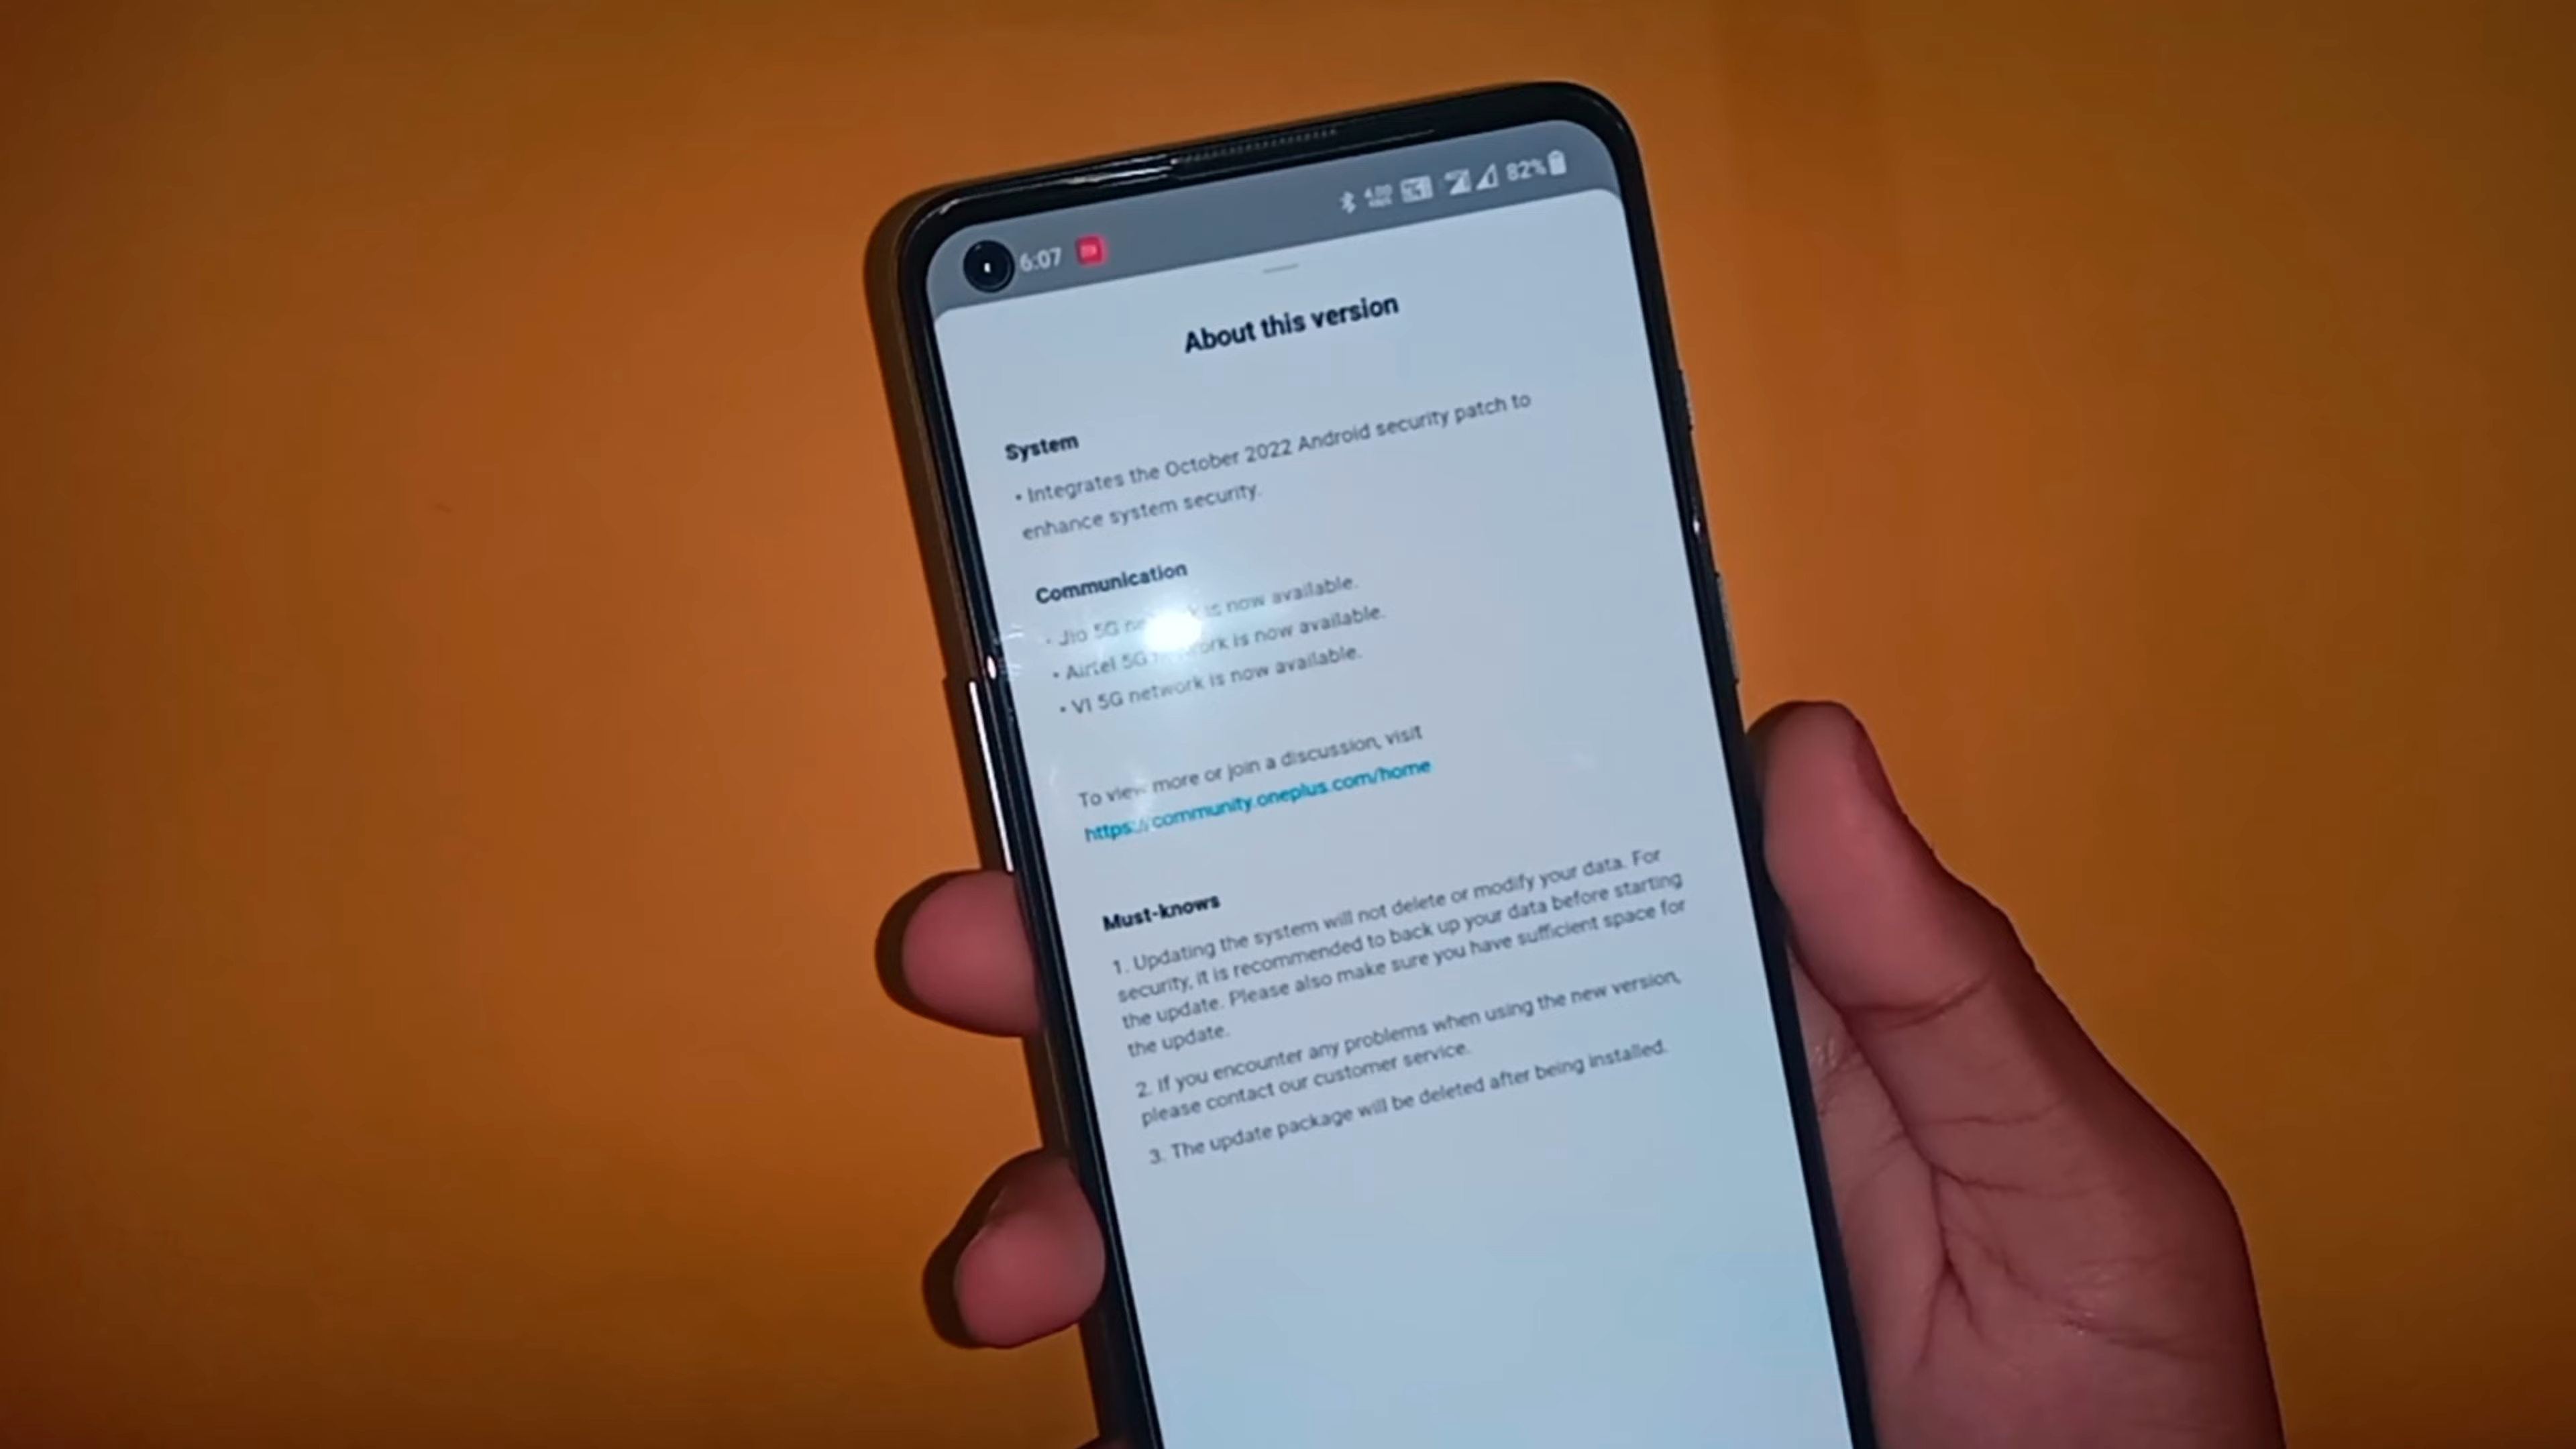 6:07
82%
About this version
System
• Integrates the October 2022 Android security patch to
enhance system security.
Communication
• Jio 5G network is now available.
• Airtel 5G network is now available.
• VI 5G network is now available.
To view more or join a discussion, visit
https://community.oneplus.com/home
Must-knows
1. Updating the system will not delete or modify your data. For
security, it is recommended to back up your data before starting
the update. Please also make sure you have sufficient space for
the update.
2. If you encounter any problems when using the new version,
please contact our customer service.
3. The update package will be deleted after being installed.